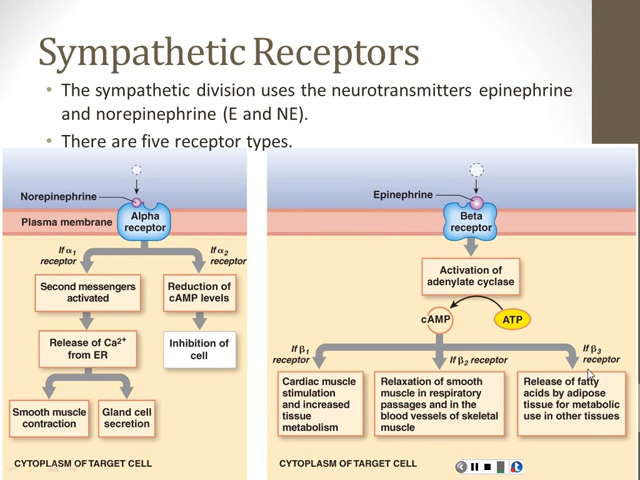 Sympathetic Receptors
• The sympathetic division uses the neurotransmitters epinephrine
and norepinephrine (E and NE).
• There are five receptor types.
Norepinephrine
Plasma membrane
Alpha
receptor
If α1
receptor
If α2
receptor
Second messengers
activated
Reduction of
cAMP levels
Release of Ca2+
from ER
Inhibition of
cell
Smooth muscle
contraction
Gland cell
secretion
CYTOPLASM OF TARGET CELL
Epinephrine
Beta
receptor
Activation of
adenylate cyclase
cAMP
ATP
If β1
receptor
If β2 receptor
If β3
receptor
Cardiac muscle
stimulation
and increased
tissue
metabolism
Relaxation of smooth
muscle in respiratory
passages and in the
blood vessels of skeletal
muscle
Release of fatty
acids by adipose
tissue for metabolic
use in other tissues
CYTOPLASM OF TARGET CELL